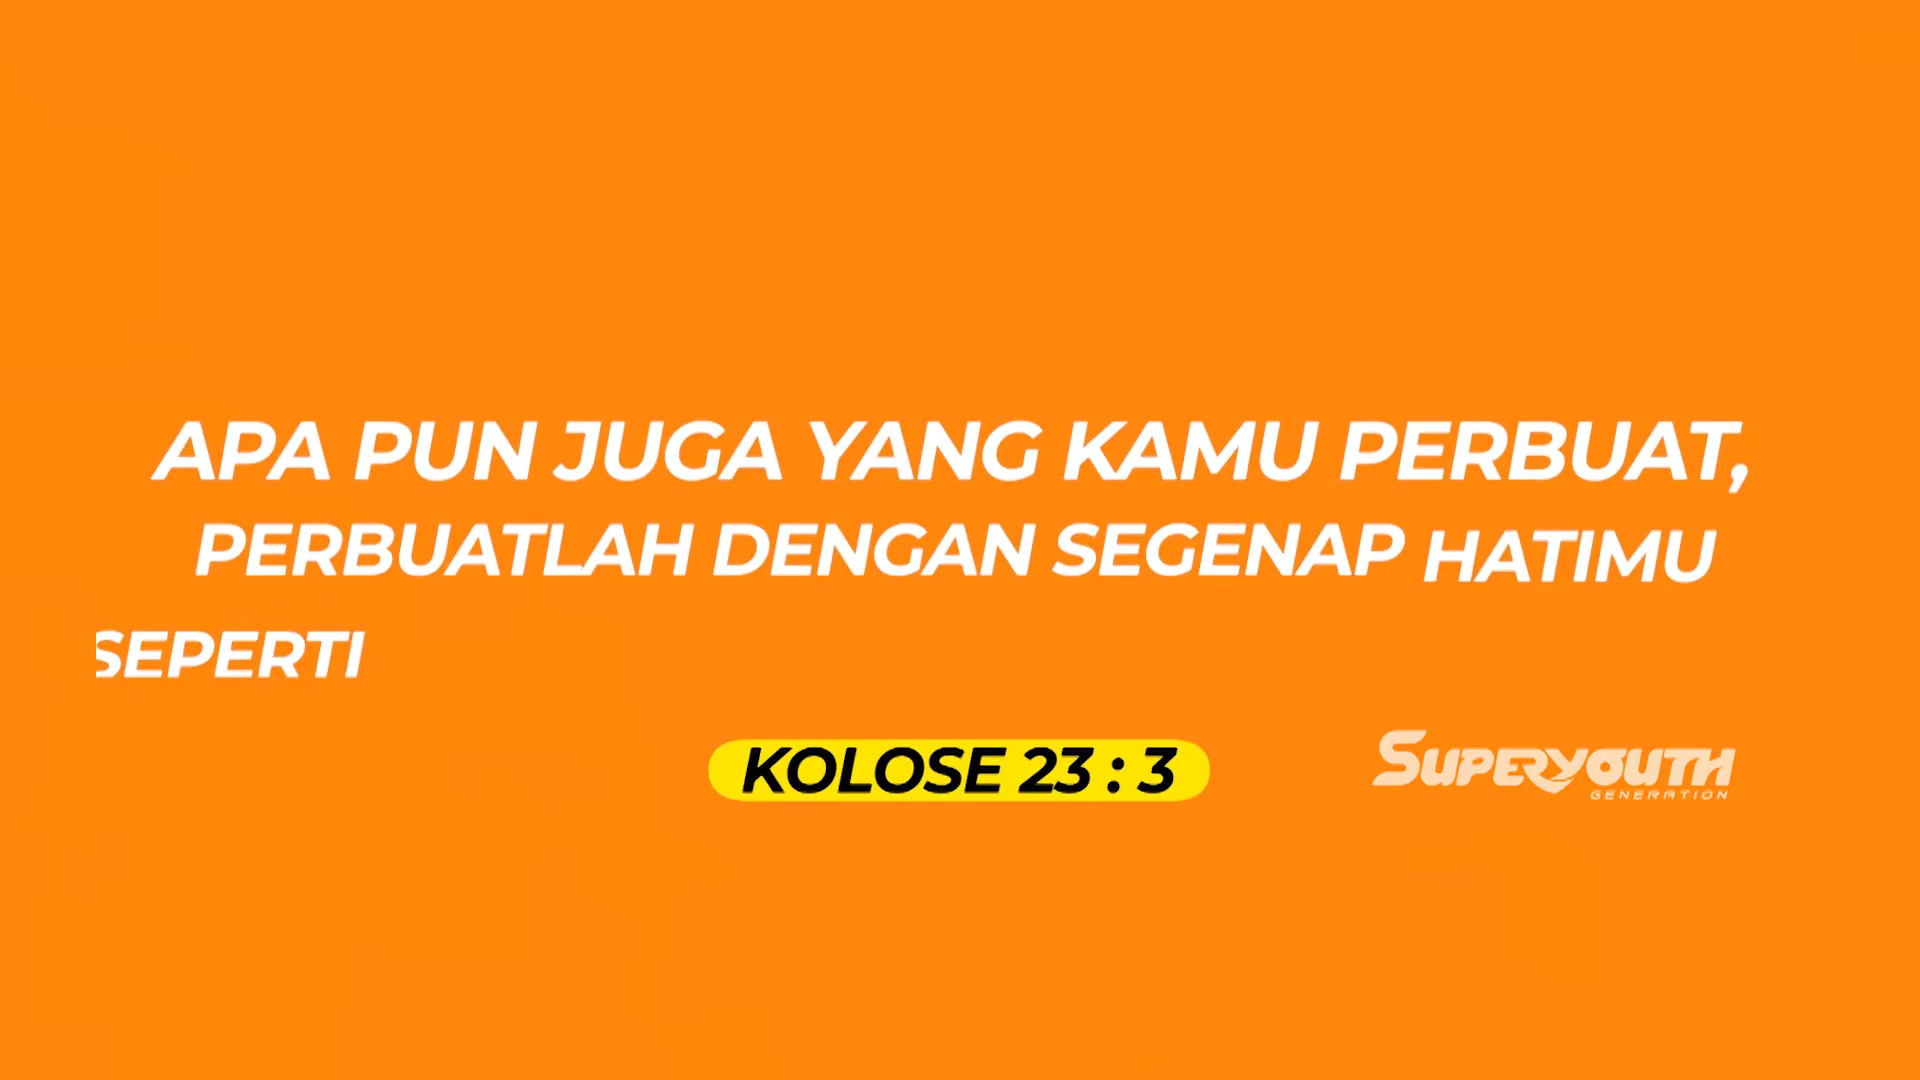 APA PUN JUGA YANG KAMU PERBUAT,
PERBUATLAH DENGAN SEGENAP HATIMU
SEPERTI
KOLOSE 23 : 3
SUPERYOUTH
GENERATION